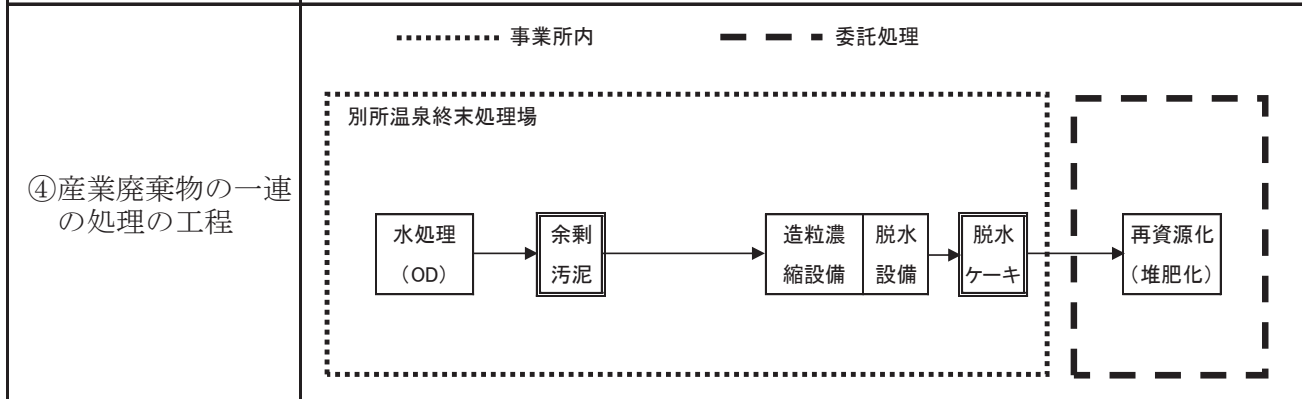 事業所内
委託処理
別所温泉終末処理場
④産業廃棄物の一連
の処理の工程
水処理
(OD)
余剰
汚泥
造粒濃
縮設備
脱水
設備
脱水
ケーキ
再資源化
(堆肥化)